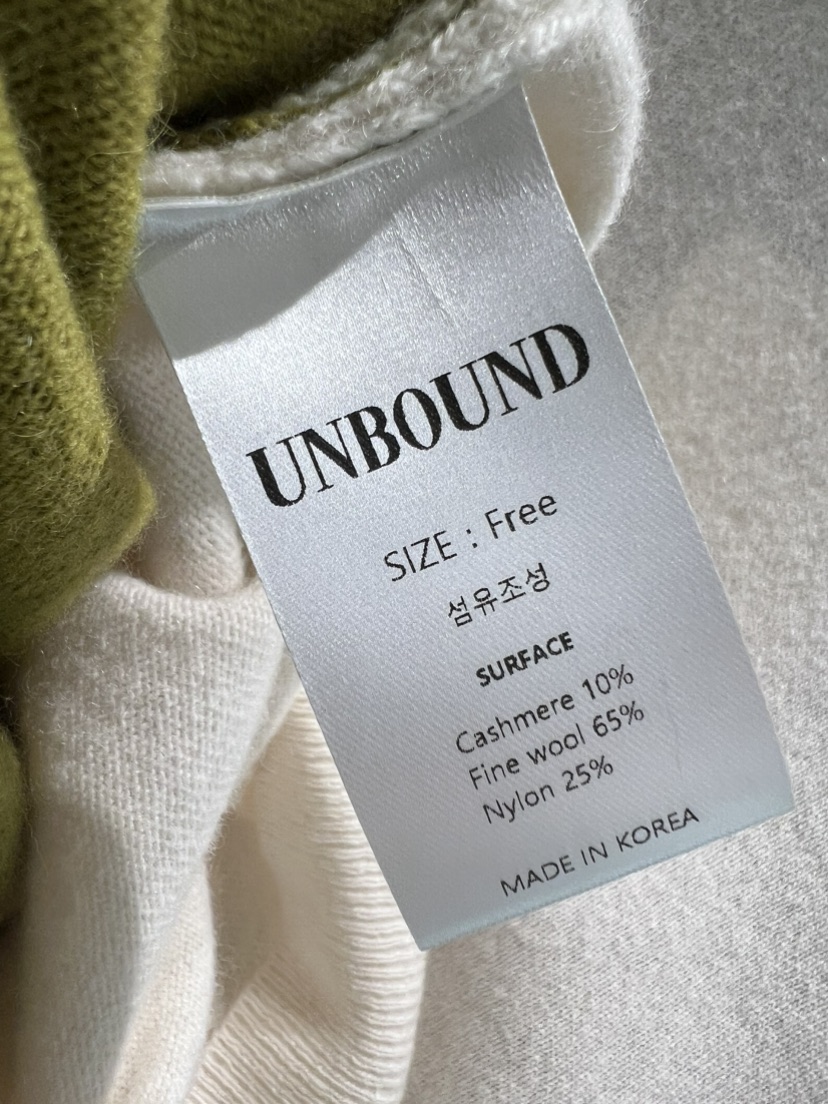 UNBOUND
SIZE : Free
섬유조성
SURFACE
Cashmere 10%
Fine wool 65%
Nylon 25%
MADE IN KOREA